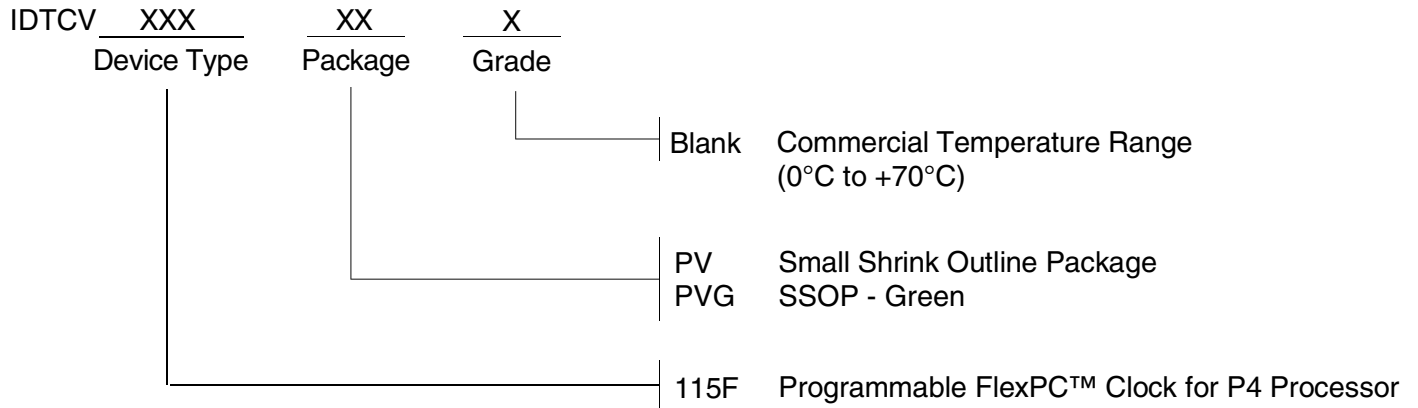 IDTCV XXX XX X
Device Type Package Grade
Blank Commercial Temperature Range
(0°C to +70°C)
PV Small Shrink Outline Package
PVG SSOP - Green
115F Programmable FlexPC™ Clock for P4 Processor